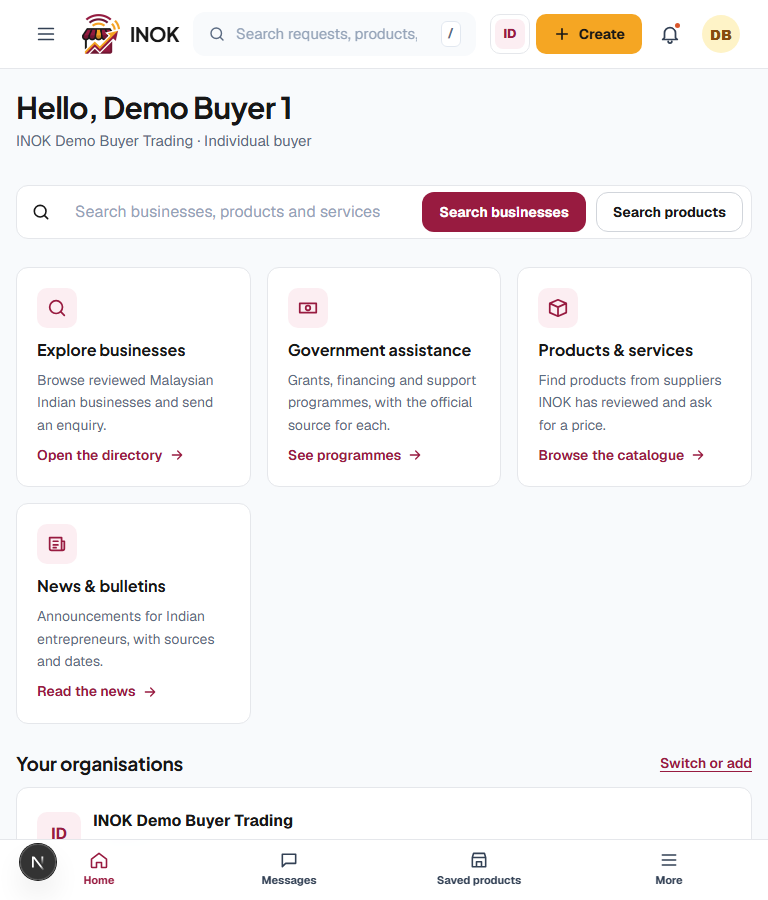 INOK
Search requests, products,
/
ID
Create
DB
Hello, Demo Buyer 1
INOK Demo Buyer Trading · Individual buyer
Search businesses, products and services
Search businesses
Search products
Explore businesses
Browse reviewed Malaysian
Indian businesses and send
an enquiry.
Open the directory →
Government assistance
Grants, financing and support
programmes, with the official
source for each.
See programmes →
Products & services
Find products from suppliers
INOK has reviewed and ask
for a price.
Browse the catalogue →
News & bulletins
Announcements for Indian
entrepreneurs, with sources
and dates.
Read the news →
Your organisations
Switch or add
ID
INOK Demo Buyer Trading
N
Home
Messages
Saved products
More